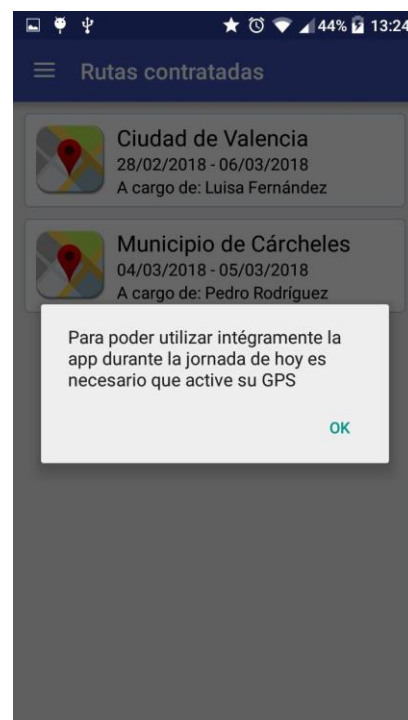 44% 13:24
Rutas contratadas
Ciudad de Valencia
28/02/2018 - 06/03/2018
A cargo de: Luisa Fernández
Municipio de Cárcheles
04/03/2018 - 05/03/2018
A cargo de: Pedro Rodríguez
Para poder utilizar intégramente la
app durante la jornada de hoy es
necesario que active su GPS
OK